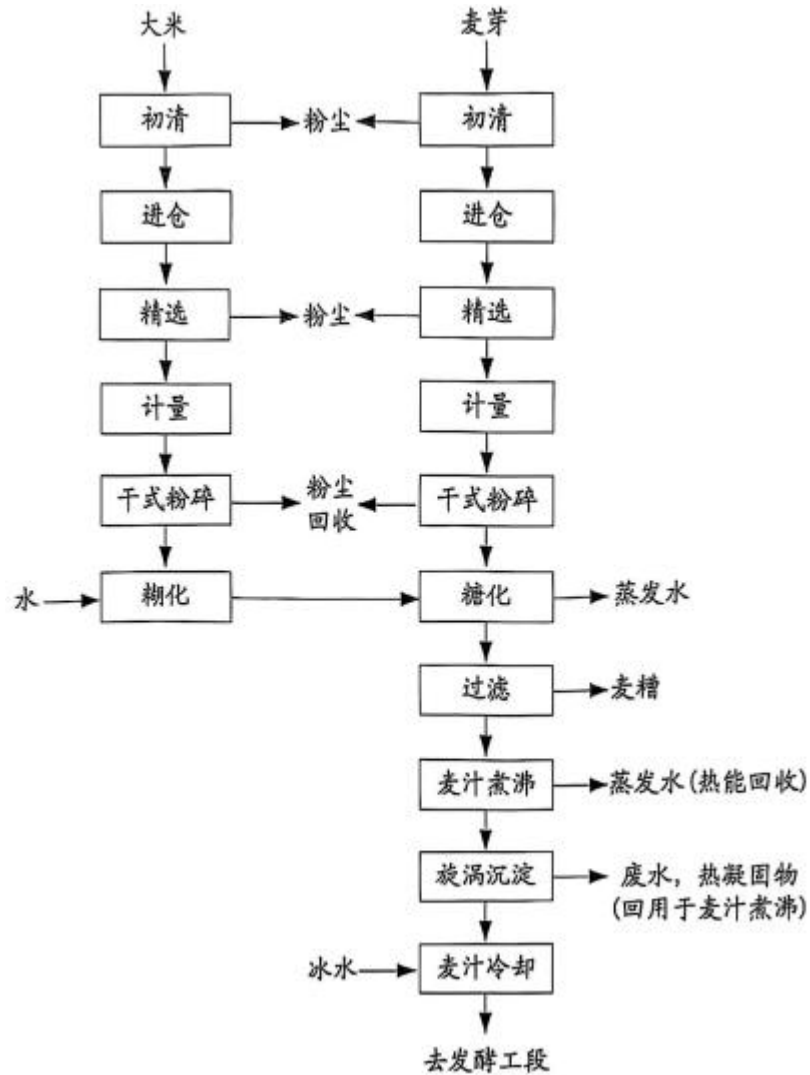 大米
麦芽
初清
粉尘
初清
进仓
进仓
精选
粉尘
精选
计量
计量
干式粉碎
粉尘
回收
干式粉碎
水
糊化
糖化
蒸发水
过滤
麦糟
麦汁煮沸
蒸发水(热能回收)
旋涡沉淀
废水，热凝固物
(回用于麦汁煮沸)
冰水
麦汁冷却
去发酵工段